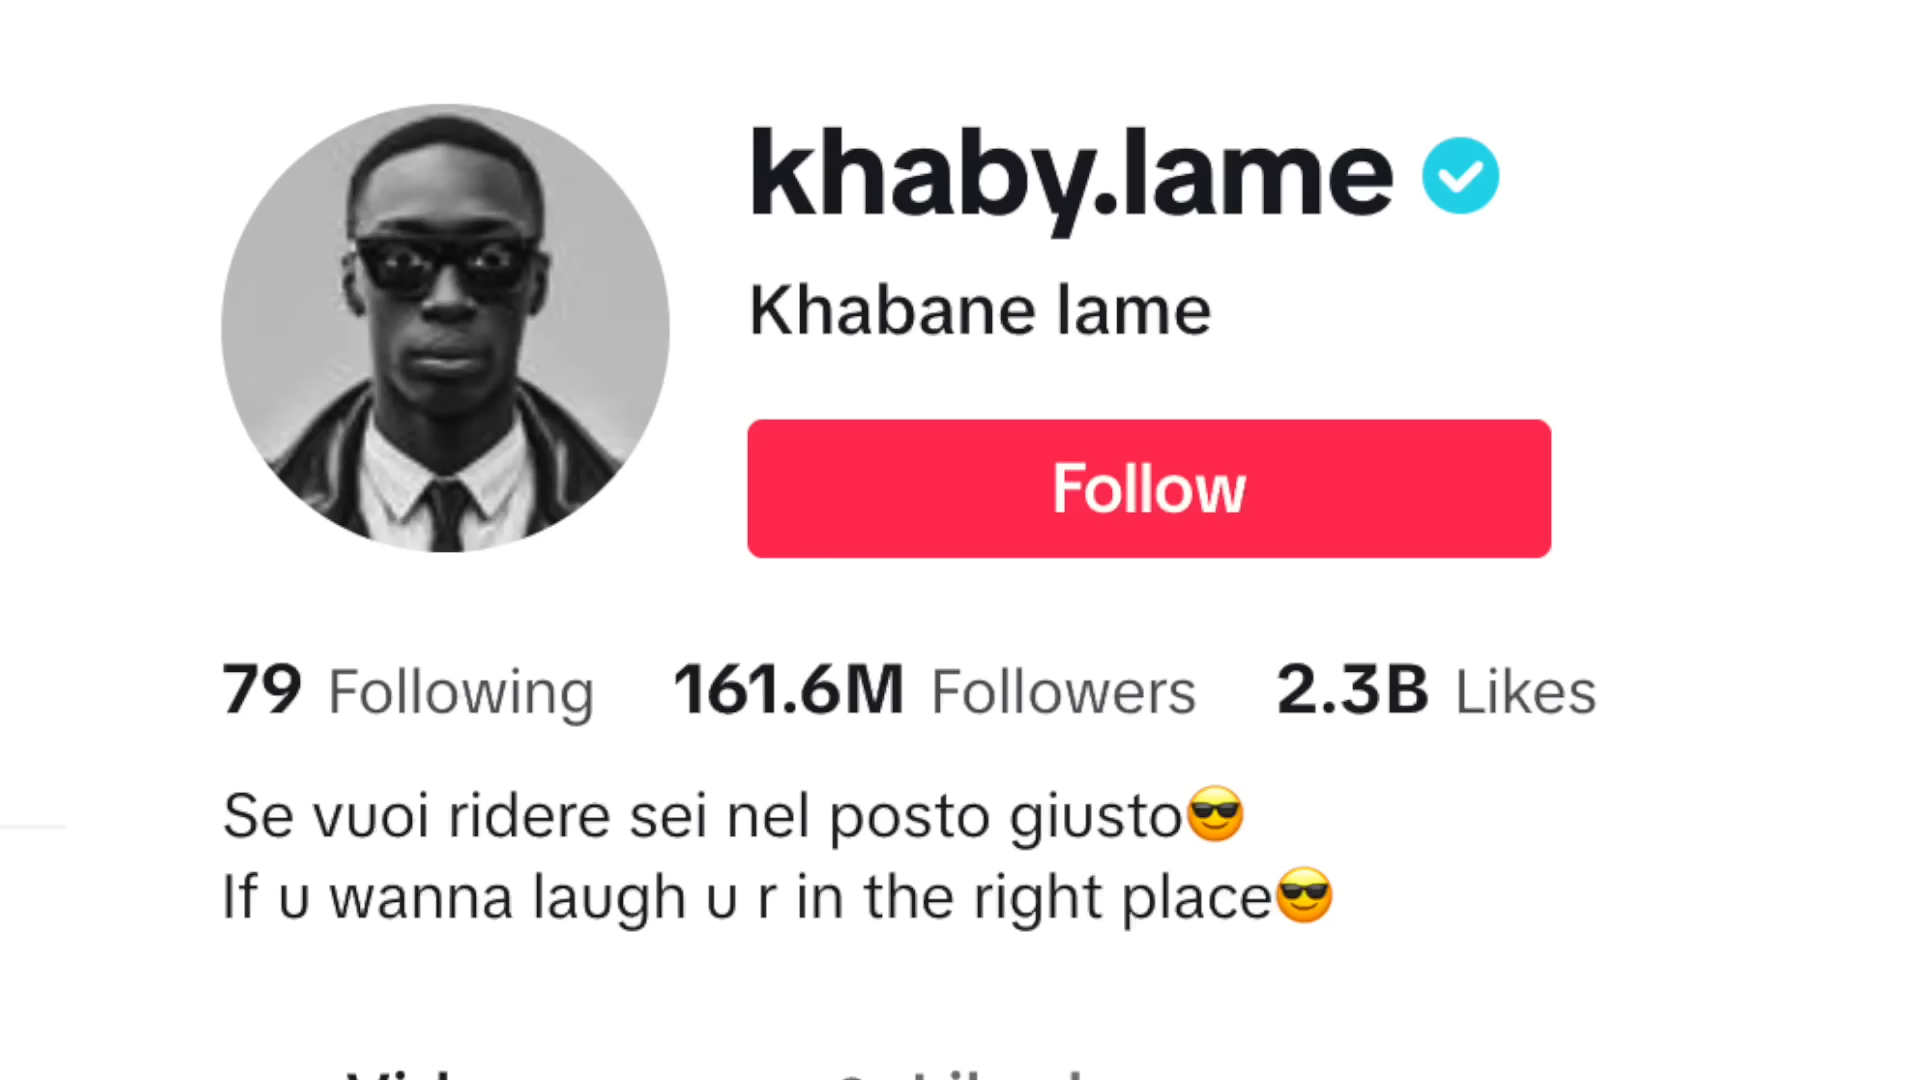 khaby.lame
Khabane lame
Follow
79 Following 161.6M Followers 2.3B Likes
Se vuoi ridere sei nel posto giusto😎
If u wanna laugh u r in the right place😎